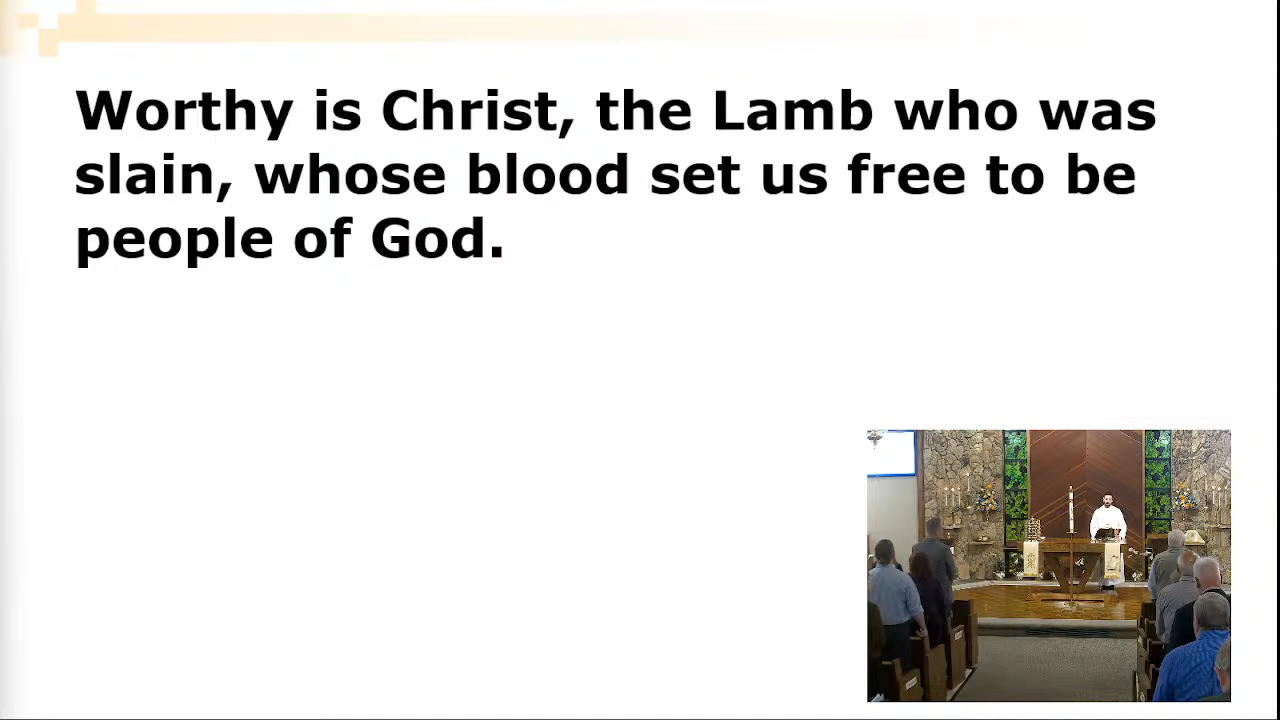 Worthy is Christ, the Lamb who was
slain, whose blood set us free to be
people of God.